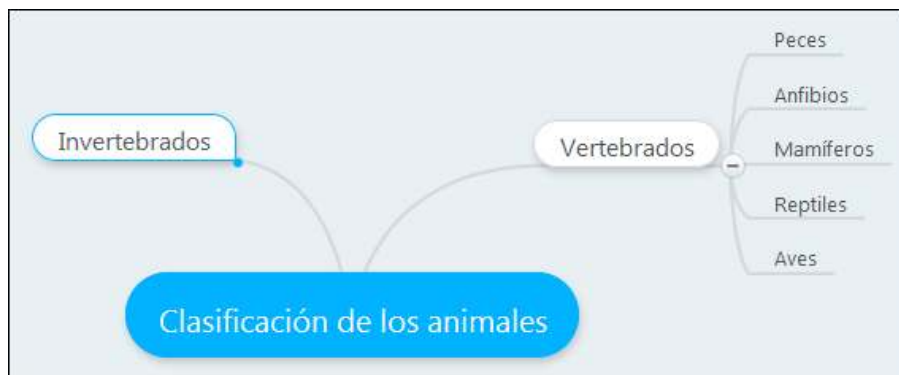 Peces
Anfibios
Invertebrados
Vertebrados
Mamíferos
Reptiles
Aves
Clasificación de los animales